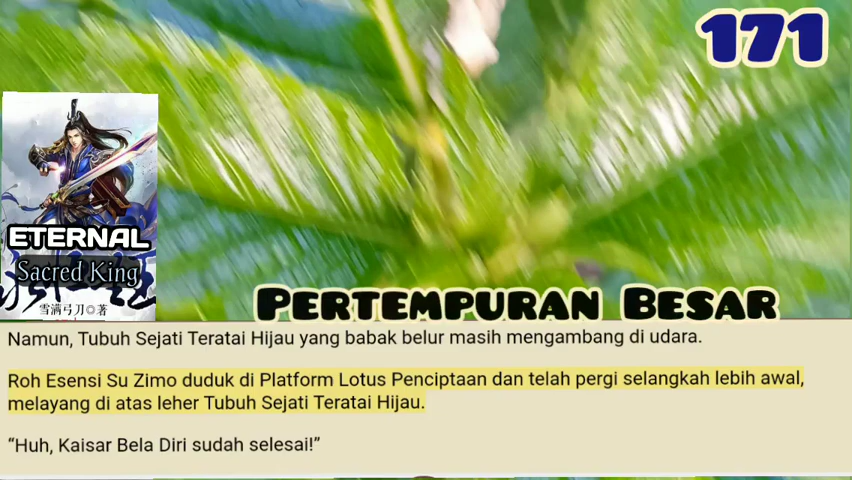 171
ETERNAL
Sacred King
雪满弓刀◎著
PERTEMPURAN BESAR
Namun, Tubuh Sejati Teratai Hijau yang babak belur masih mengambang di udara.
Roh Esensi Su Zimo duduk di Platform Lotus Penciptaan dan telah pergi selangkah lebih awal,
melayang di atas leher Tubuh Sejati Teratai Hijau.
“Huh, Kaisar Bela Diri sudah selesai!”